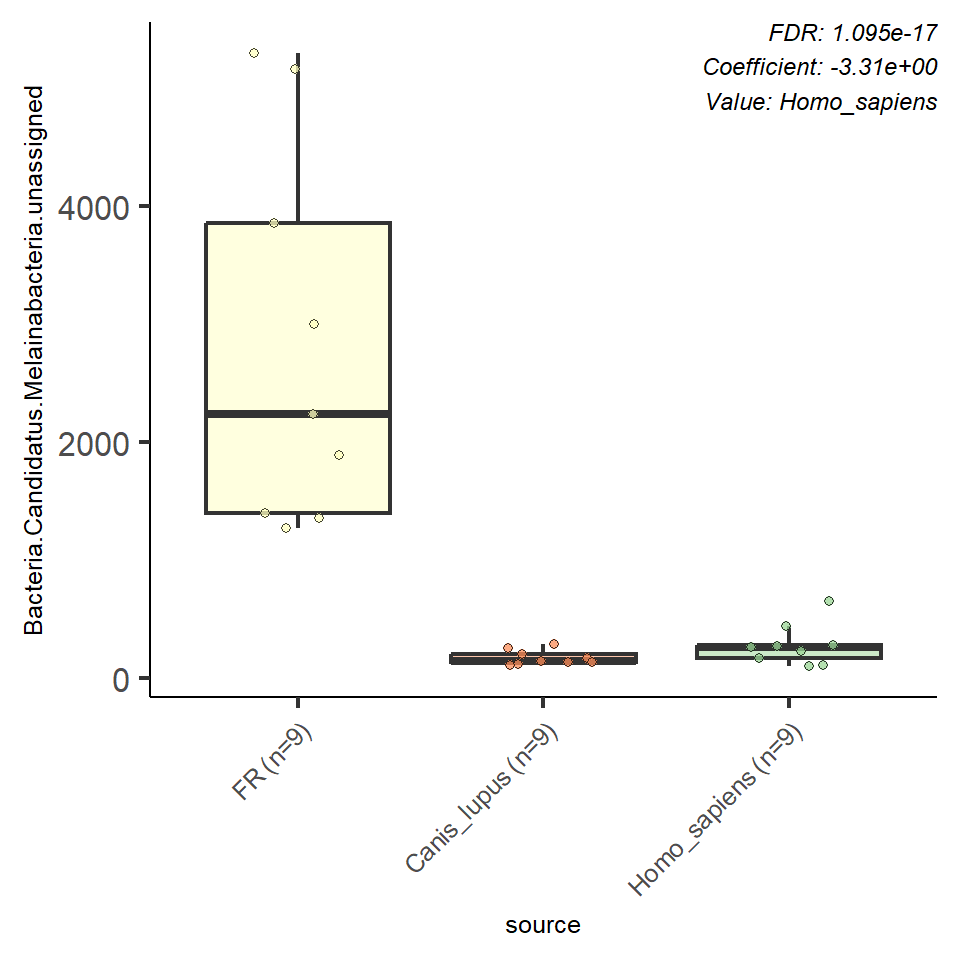 FDR: 1.095e-17
Coefficient: -3.31e+00
Value: Homo_sapiens
Bacteria.Candidatus.Melainabacteria.unassigned
4000
2000
0
FR (n=9)
Canis_lupus (n=9)
Homo_sapiens (n=9)
source